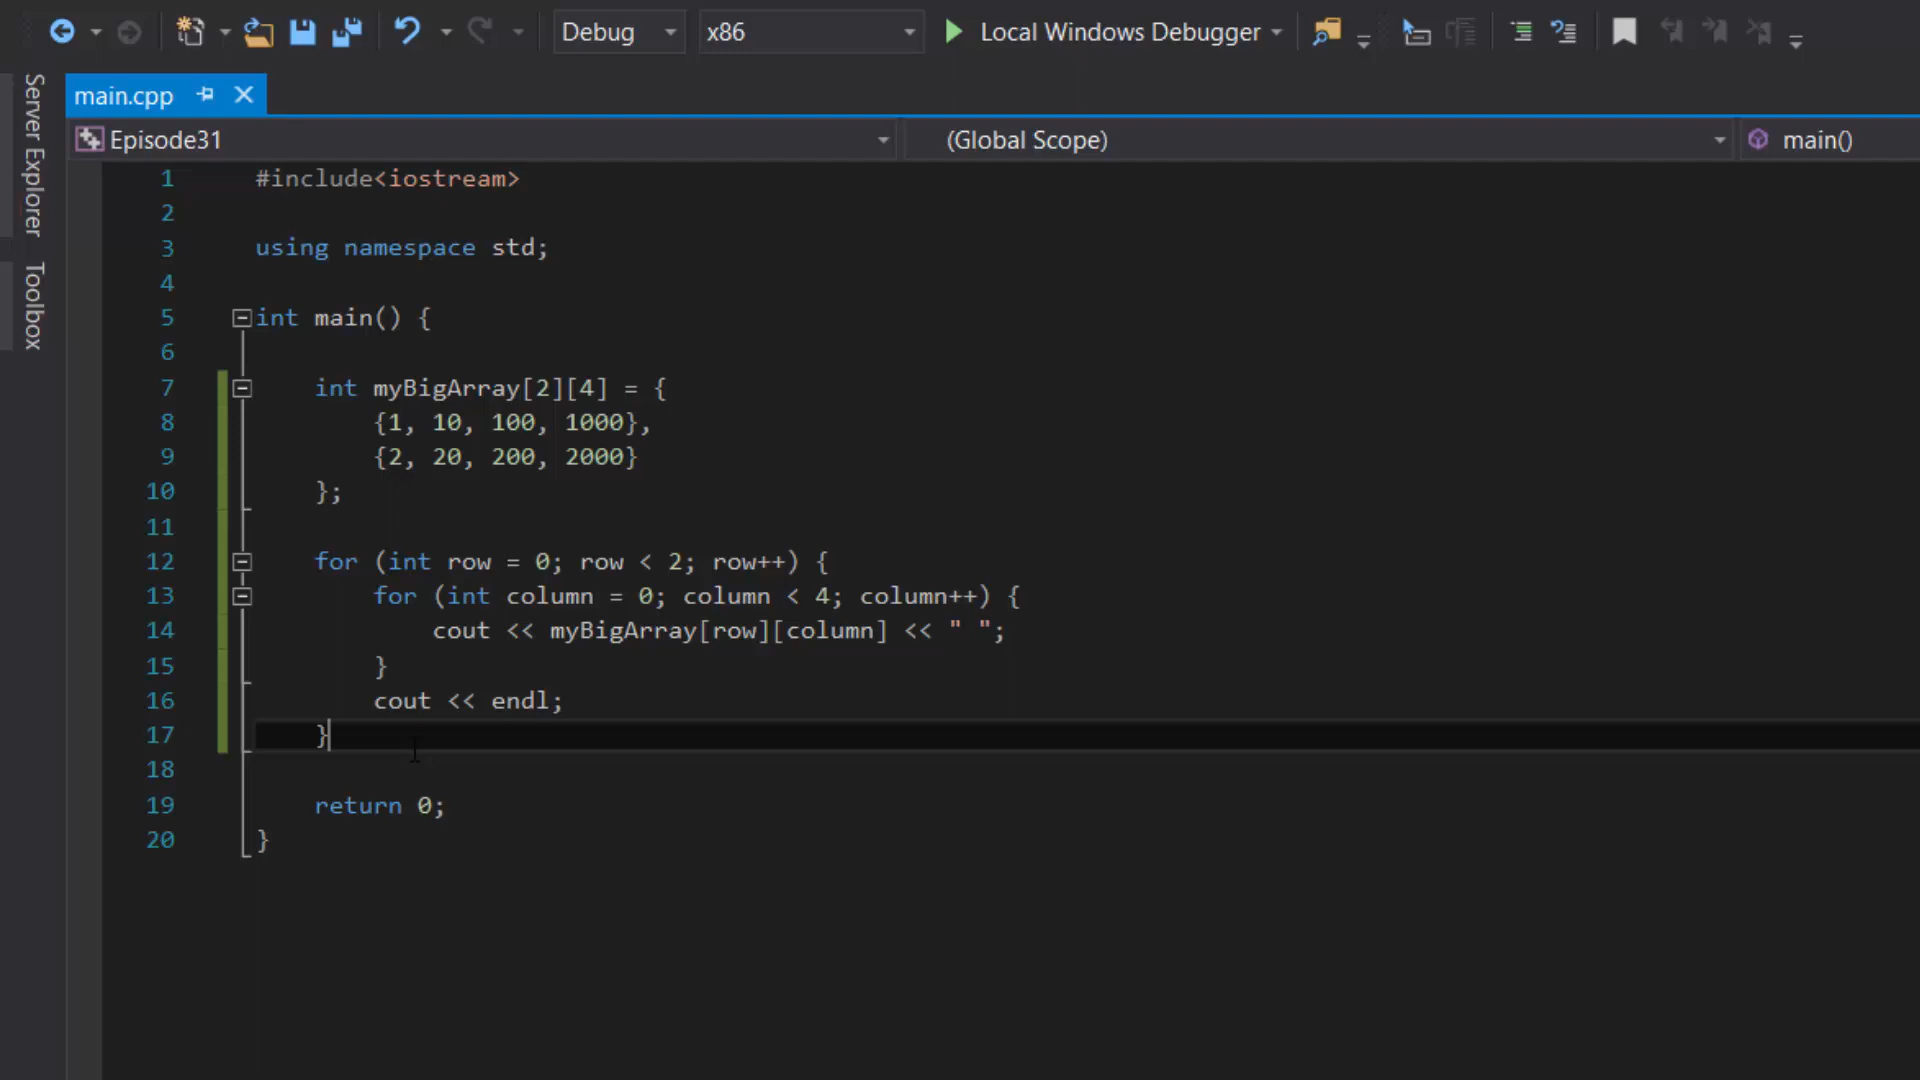 Debug x86 Local Windows Debugger
Server Explorer
Toolbox
main.cpp
Episode31 (Global Scope) main()
1 #include<iostream>
2
3 using namespace std;
4
5 int main() {
6
7 int myBigArray[2][4] = {
8 {1, 10, 100, 1000},
9 {2, 20, 200, 2000}
10 };
11
12 for (int row = 0; row < 2; row++) {
13 for (int column = 0; column < 4; column++) {
14 cout << myBigArray[row][column] << " ";
15 }
16 cout << endl;
17 }
18
19 return 0;
20 }